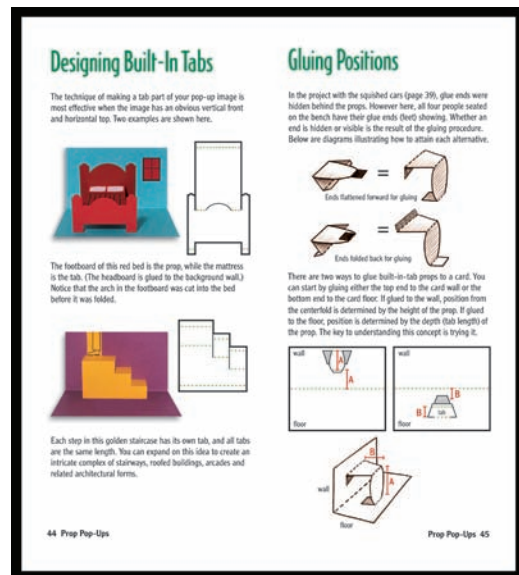 Designing Built-In Tabs
The technique of making a tab part of your pop-up image is
most effective when the image has an obvious vertical front
and horizontal top. Two examples are shown here.
The footboard of this red bed is the prop, while the mattress
is the tab. (The headboard is glued to the background wall.)
Notice that the arch in the footboard was cut into the bed
before it was folded.
Each step in this golden staircase has its own tab, and all tabs
are the same length. You can expand on this idea to create an
intricate complex of stairways, roofed buildings, arcades and
related architectural forms.
44 Prop Pop-Ups
Gluing Positions
In the project with the squished cars (page 39), glue ends were
hidden behind the props. However here, all four people seated
on the bench have their glue ends (feet) showing. Whether an
end is hidden or visible is the result of the gluing procedure.
Below are diagrams illustrating how to attain each alternative.
=
Ends flattened forward for gluing
=
Ends folded back for gluing
There are two ways to glue built-in-tab props to a card. You
can start by gluing either the top end to the card wall or the
bottom end to the card floor. If glued to the wall, position from
the centerfold is determined by the height of the prop. If glued
to the floor, position is determined by the depth (tab length) of
the prop. The key to understanding this concept is trying it.
wall
A
A
floor
wall
B
B
tab
floor
B
A
wall
floor
Prop Pop-Ups 45